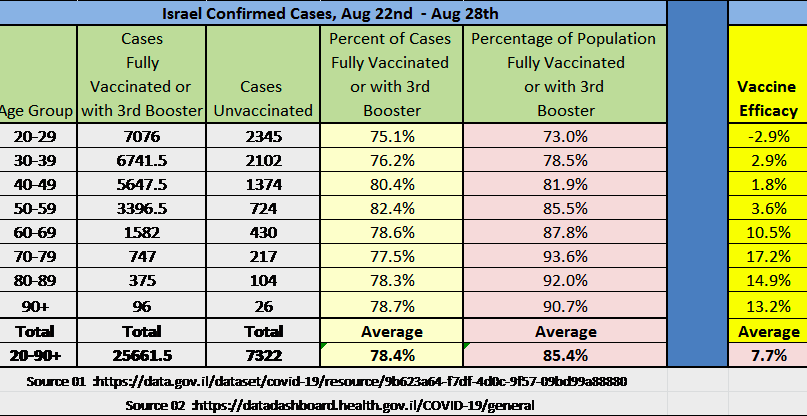 Israel Confirmed Cases, Aug 22nd - Aug 28th
Age Group Cases Fully Vaccinated or with 3rd Booster Cases Unvaccinated Percent of Cases Fully Vaccinated or with 3rd Booster Percentage of Population Fully Vaccinated or with 3rd Booster Vaccine Efficacy
20-29 7076 2345 75.1% 73.0% -2.9%
30-39 6741.5 2102 76.2% 78.5% 2.9%
40-49 5647.5 1374 80.4% 81.9% 1.8%
50-59 3396.5 724 82.4% 85.5% 3.6%
60-69 1582 430 78.6% 87.8% 10.5%
70-79 747 217 77.5% 93.6% 17.2%
80-89 375 104 78.3% 92.0% 14.9%
90+ 96 26 78.7% 90.7% 13.2%
Total Total Total Average Average Average
20-90+ 25661.5 7322 78.4% 85.4% 7.7%
Source 01 :https://data.gov.il/dataset/covid-19/resource/9b623a64-f7df-4d0c-9f57-09bd99a88880
Source 02 :https://datadashboard.health.gov.il/COVID-19/general